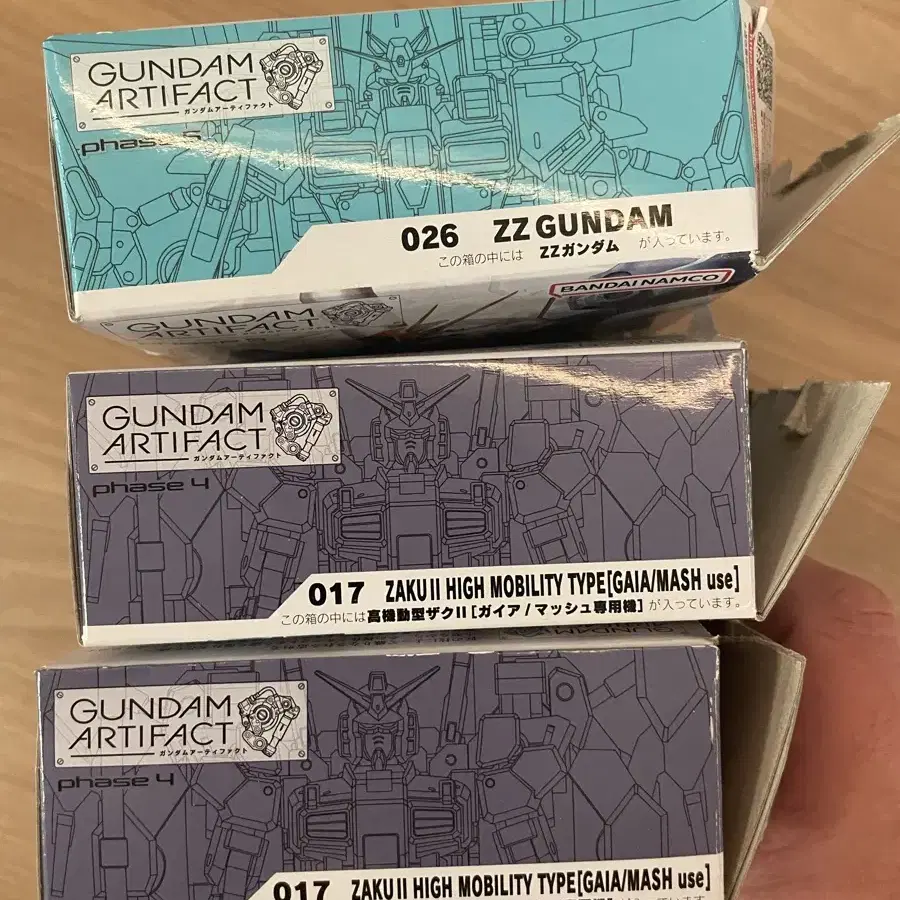 GUNDAM
ARTIFACT
ガンダムアーティファクト
phase 5
026 ZZ GUNDAM
この箱の中には ZZガンダム が入っています。
BANDAI NAMCO
GUNDAM
ARTIFACT
GUNDAM
ARTIFACT
ガンダムアーティファクト
phase 4
017 ZAKU II HIGH MOBILITY TYPE[GAIA/MASH use]
この箱の中には高機動型ザクII[ガイア/マッシュ専用機]が入っています。
GUNDAM
GUNDAM
ARTIFACT
ガンダムアーティファクト
phase 4
017 ZAKU II HIGH MOBILITY TYPE[GAIA/MASH use]